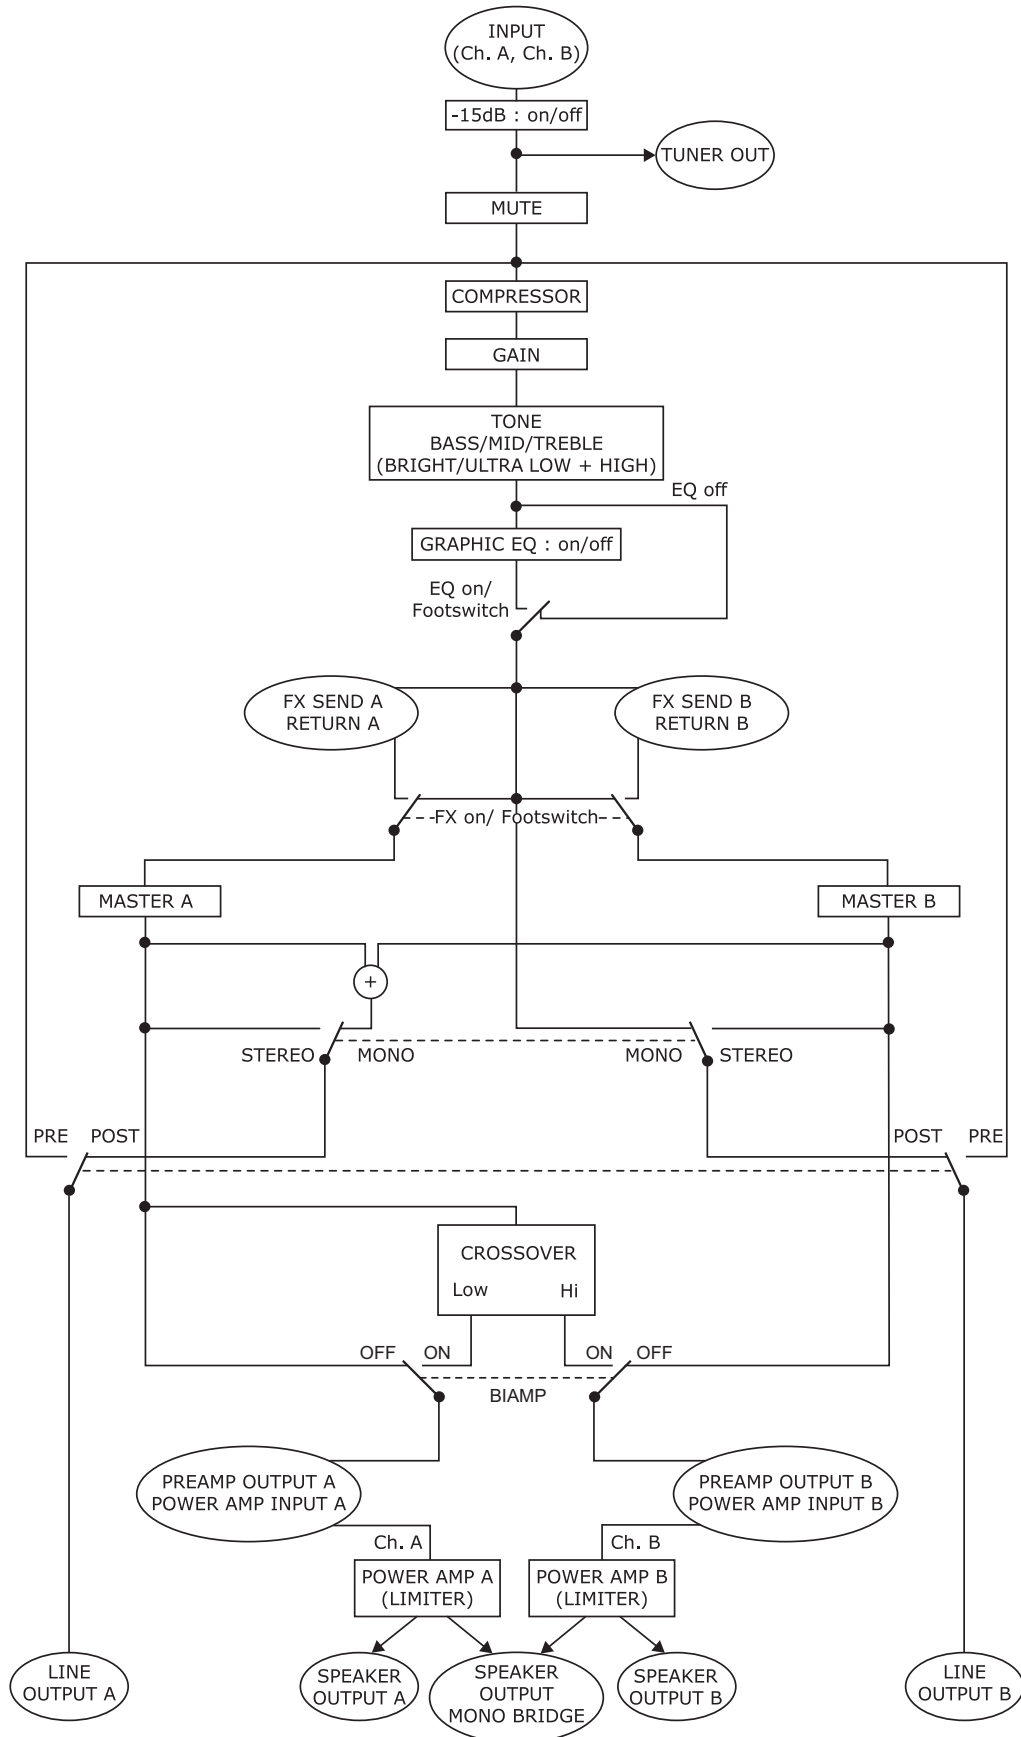 INPUT
(Ch. A, Ch. B)
-15dB : on/off
TUNER OUT
MUTE
COMPRESSOR
GAIN
TONE
BASS/MID/TREBLE
(BRIGHT/ULTRA LOW + HIGH)
EQ off
GRAPHIC EQ : on/off
EQ on/
Footswitch
FX SEND A
RETURN A
FX SEND B
RETURN B
FX on/ Footswitch
MASTER A
MASTER B
+
STEREO
MONO
MONO
STEREO
PRE
POST
POST
PRE
CROSSOVER
Low
Hi
OFF
ON
ON
OFF
BIAMP
PREAMP OUTPUT A
POWER AMP INPUT A
PREAMP OUTPUT B
POWER AMP INPUT B
Ch. A
Ch. B
POWER AMP A
(LIMITER)
POWER AMP B
(LIMITER)
LINE
OUTPUT A
SPEAKER
OUTPUT A
SPEAKER
OUTPUT
MONO BRIDGE
SPEAKER
OUTPUT B
LINE
OUTPUT B